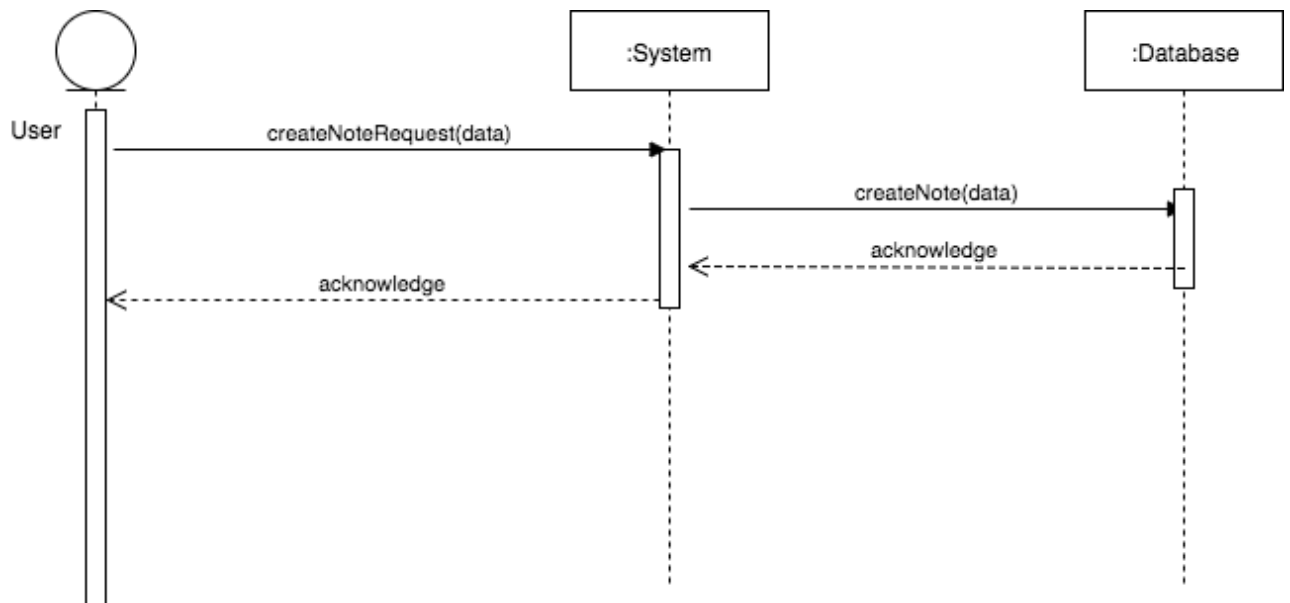 :System
:Database
User
createNoteRequest(data)
createNote(data)
acknowledge
acknowledge